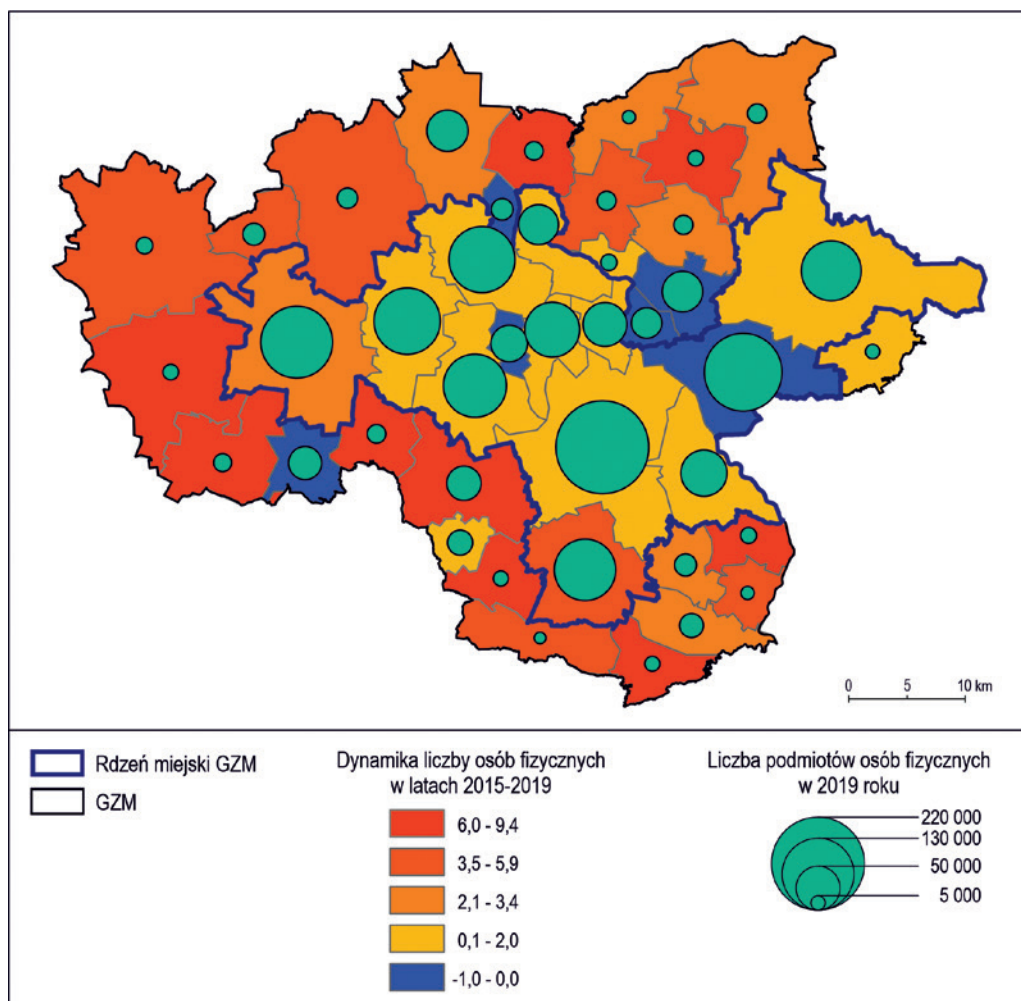 0 5 10 km
Rdzeń miejski GZM
GZM
Dynamika liczby osób fizycznych
w latach 2015-2019
6,0 - 9,4
3,5 - 5,9
2,1 - 3,4
0,1 - 2,0
-1,0 - 0,0
Liczba podmiotów osób fizycznych
w 2019 roku
220 000
130 000
50 000
5 000